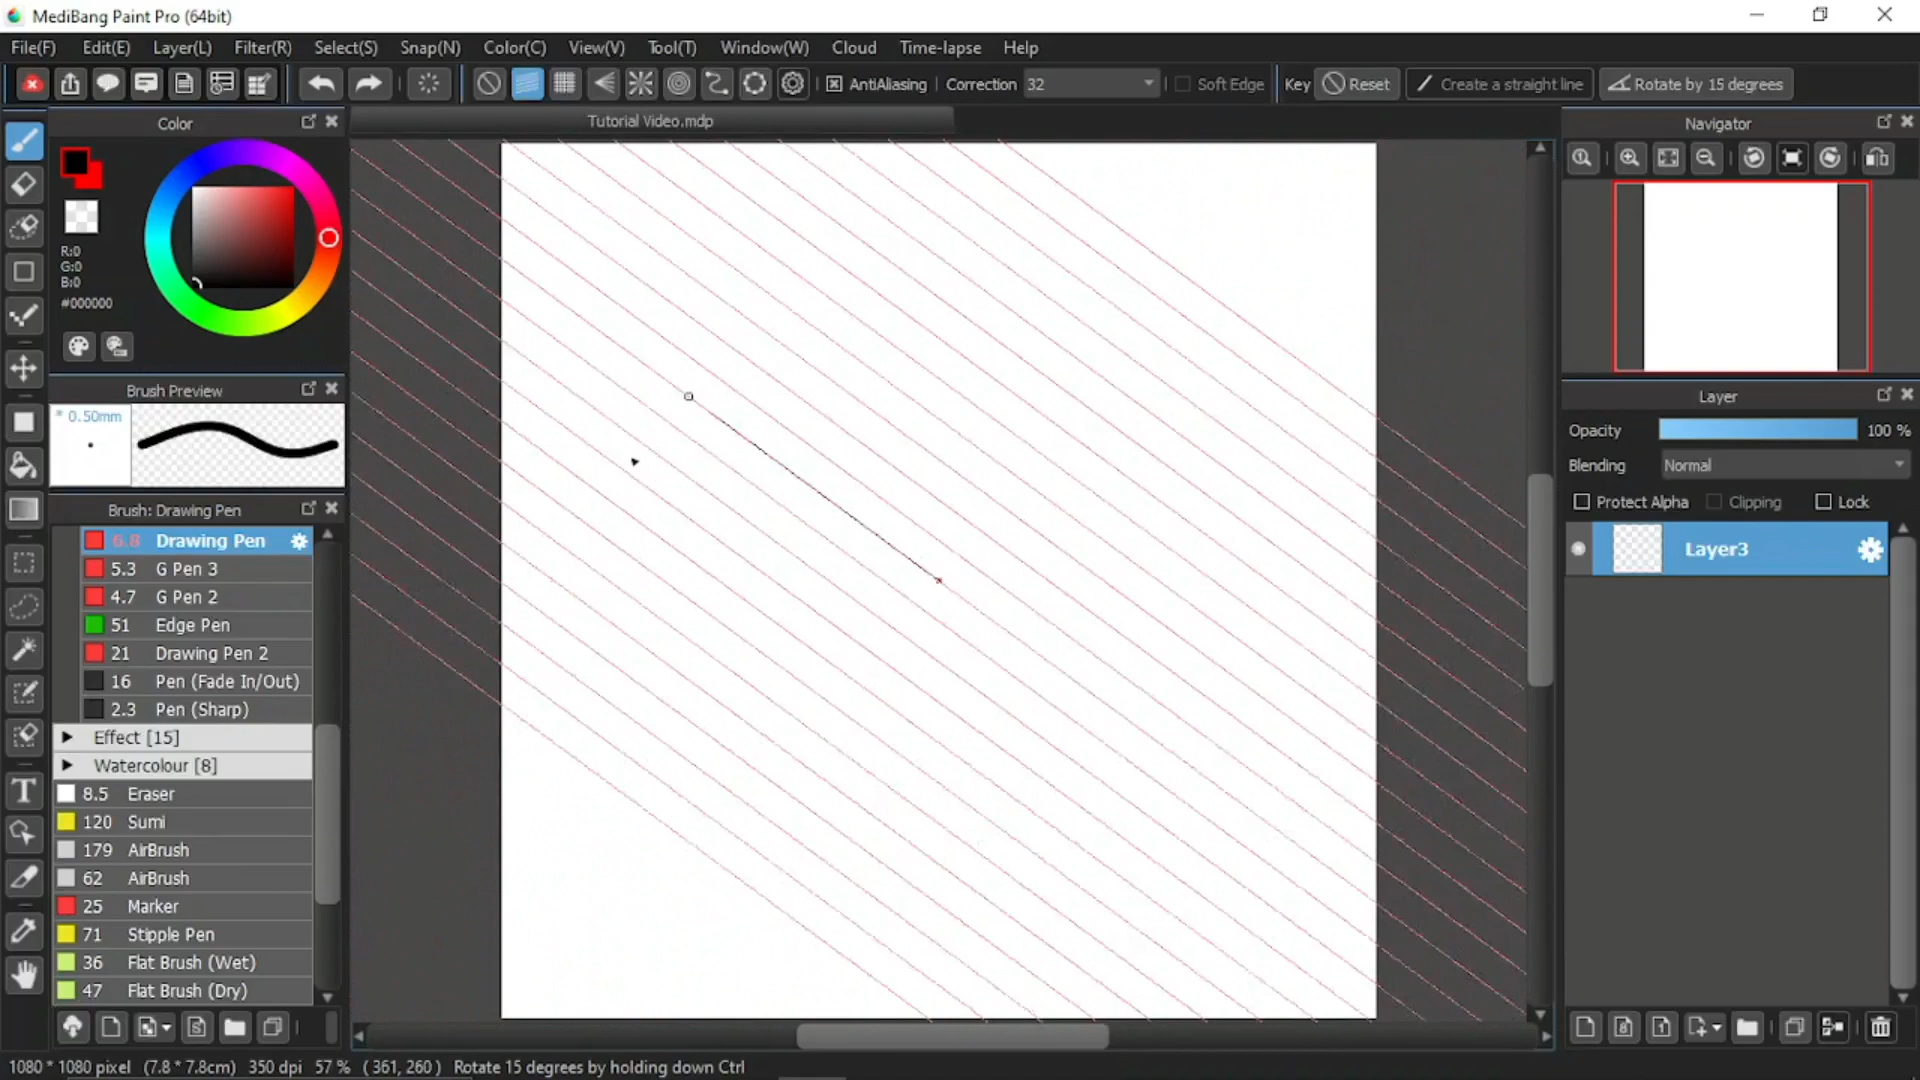 MediBang Paint Pro (64bit)
File(F) Edit(E) Layer(L) Filter(R) Select(S) Snap(N) Color(C) View(V) Tool(T) Window(W) Cloud Time-lapse Help
AntiAliasing Correction 32 Soft Edge Key Reset Create a straight line Rotate by 15 degrees
Color
Tutorial Video.mdp
Navigator
R:0
G:0
B:0
#000000
Brush Preview
* 0.50mm
Layer
Opacity 100 %
Blending Normal
Protect Alpha Clipping Lock
Layer3
Brush: Drawing Pen
6.8 Drawing Pen
5.3 G Pen 3
4.7 G Pen 2
51 Edge Pen
21 Drawing Pen 2
16 Pen (Fade In/Out)
2.3 Pen (Sharp)
Effect [15]
Watercolour [8]
8.5 Eraser
120 Sumi
179 AirBrush
62 AirBrush
25 Marker
71 Stipple Pen
36 Flat Brush (Wet)
47 Flat Brush (Dry)
1080 * 1080 pixel (7.8 * 7.8cm) 350 dpi 57 % ( 361, 260 ) Rotate 15 degrees by holding down Ctrl